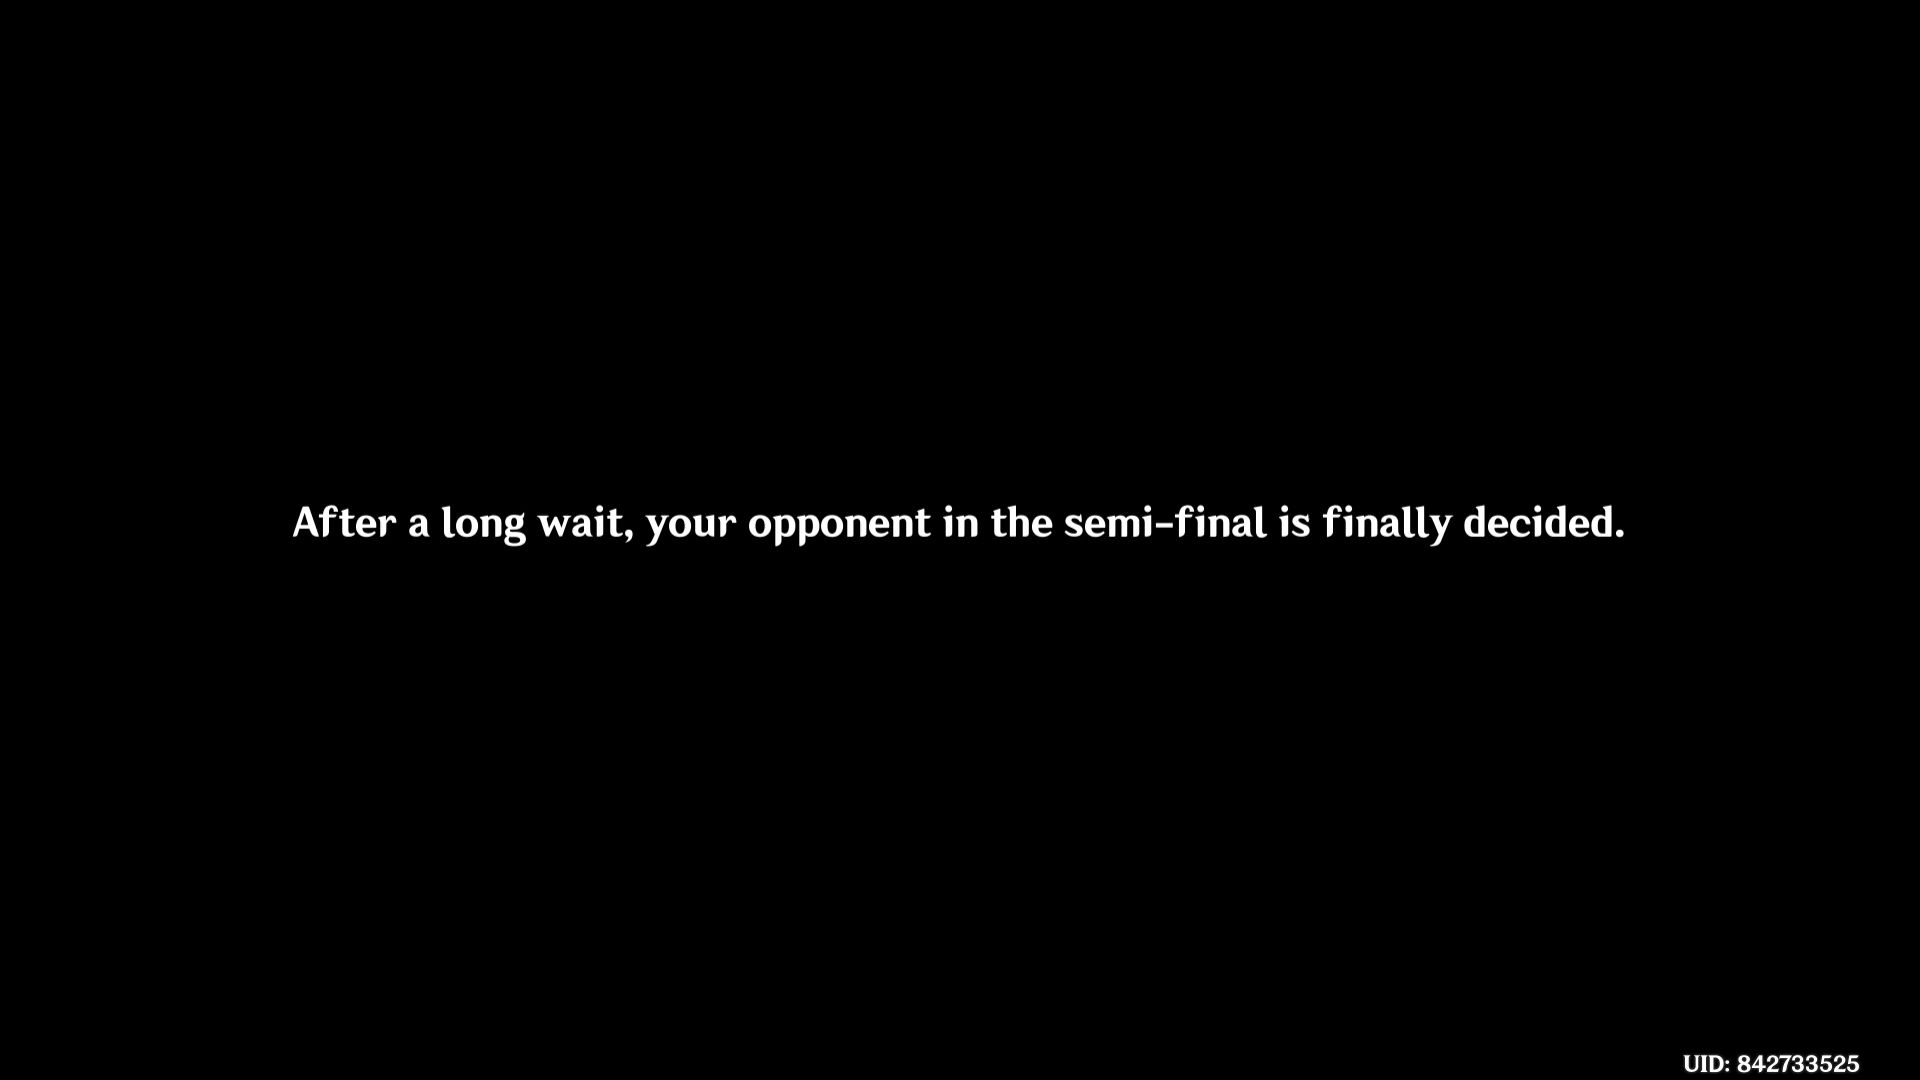 After a long wait, your opponent in the semi-final is finally decided.
UID: 842733525